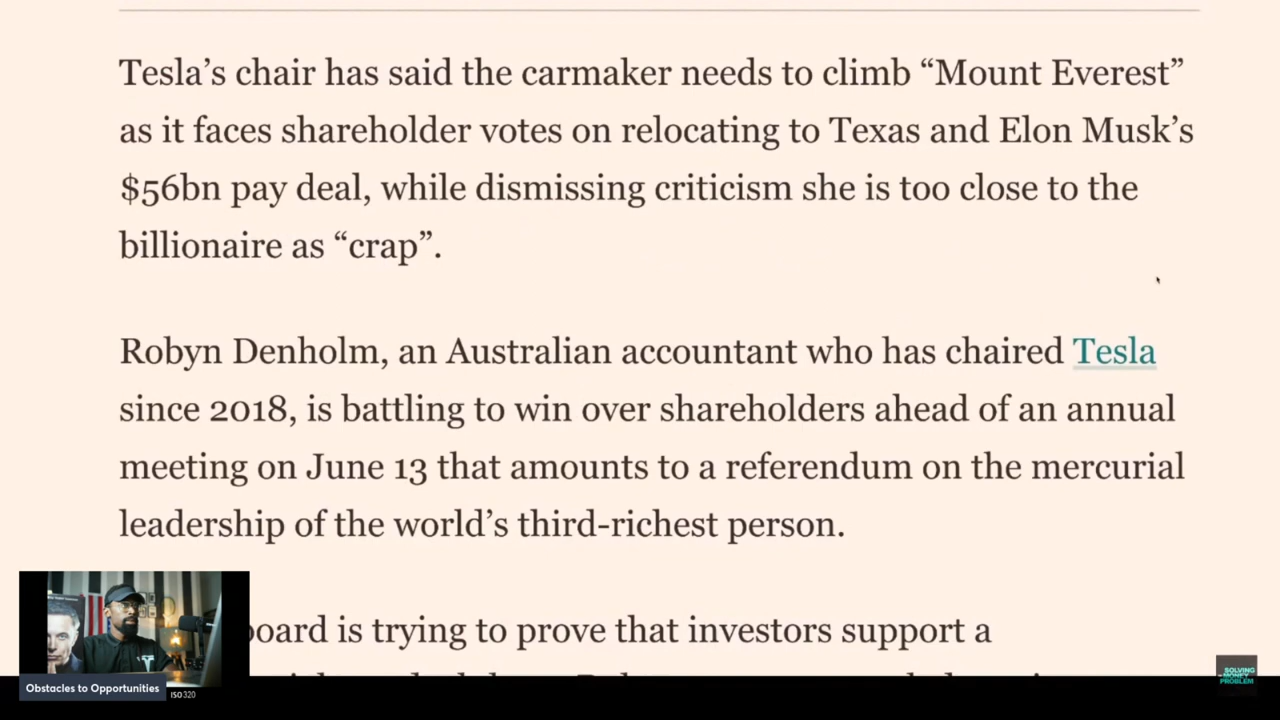 Tesla’s chair has said the carmaker needs to climb “Mount Everest”
as it faces shareholder votes on relocating to Texas and Elon Musk’s
$56bn pay deal, while dismissing criticism she is too close to the
billionaire as “crap”.
Robyn Denholm, an Australian accountant who has chaired Tesla
since 2018, is battling to win over shareholders ahead of an annual
meeting on June 13 that amounts to a referendum on the mercurial
leadership of the world’s third-richest person.
board is trying to prove that investors support a
Obstacles to Opportunities
ISO320
SOLVING
MONEY
PROBLEM